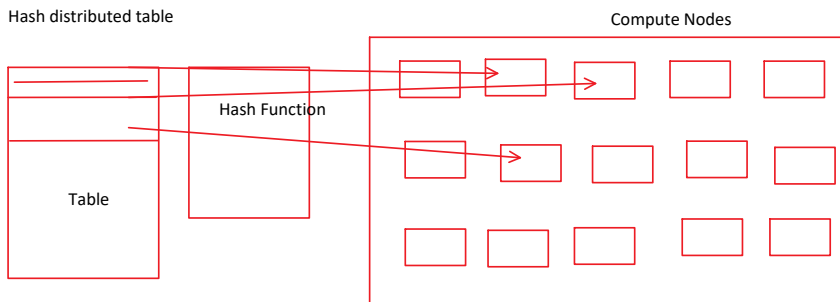 Hash distributed table
Compute Nodes
Hash Function
Table